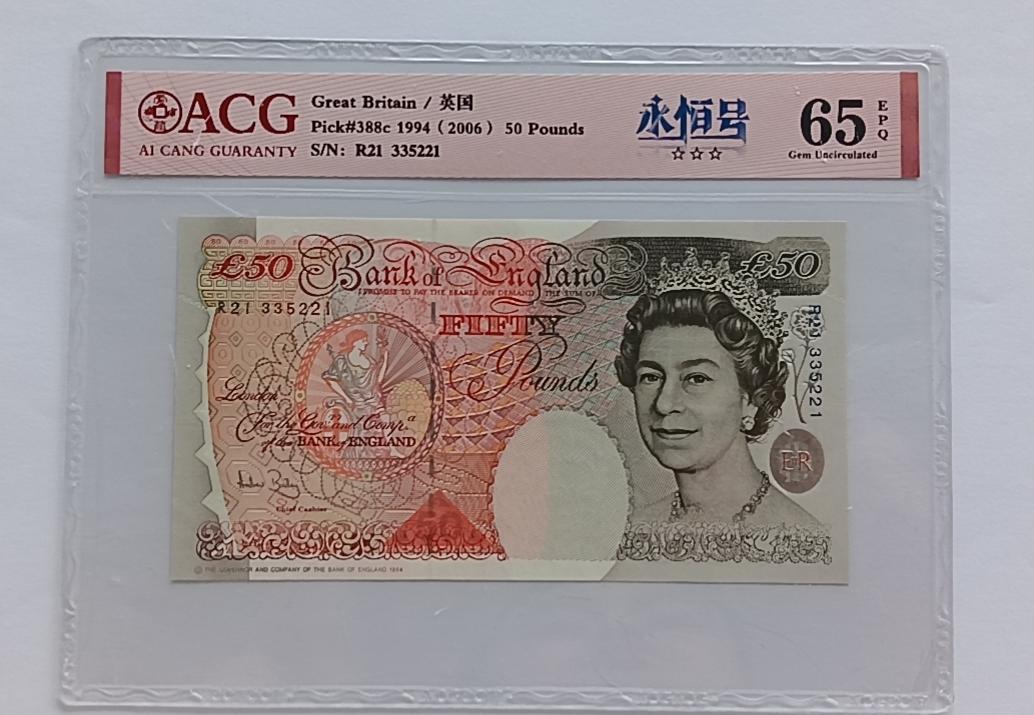 ACG
AI CANG GUARANTY
Great Britain / 英国
Pick#388c 1994 ( 2006 ) 50 Pounds
S/N: R21 335221
永恒号
☆☆☆
65
EPQ
Gem Uncirculated
£50
Bank of England
£50
I PROMISE TO PAY THE BEARER ON DEMAND THE SUM OF
R21 335221
FIFTY
Pounds
R21 335221
London
For the Govr. and Compa.
of the BANK of ENGLAND
Andrew Bailey
Chief Cashier
ER
50
© THE GOVERNOR AND COMPANY OF THE BANK OF ENGLAND 1994